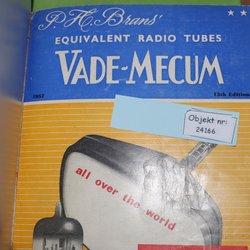 P.H. Brans'
EQUIVALENT RADIO TUBES
VADE-MECUM
1957
13th Edition
Objekt nr:
24166
all over the world